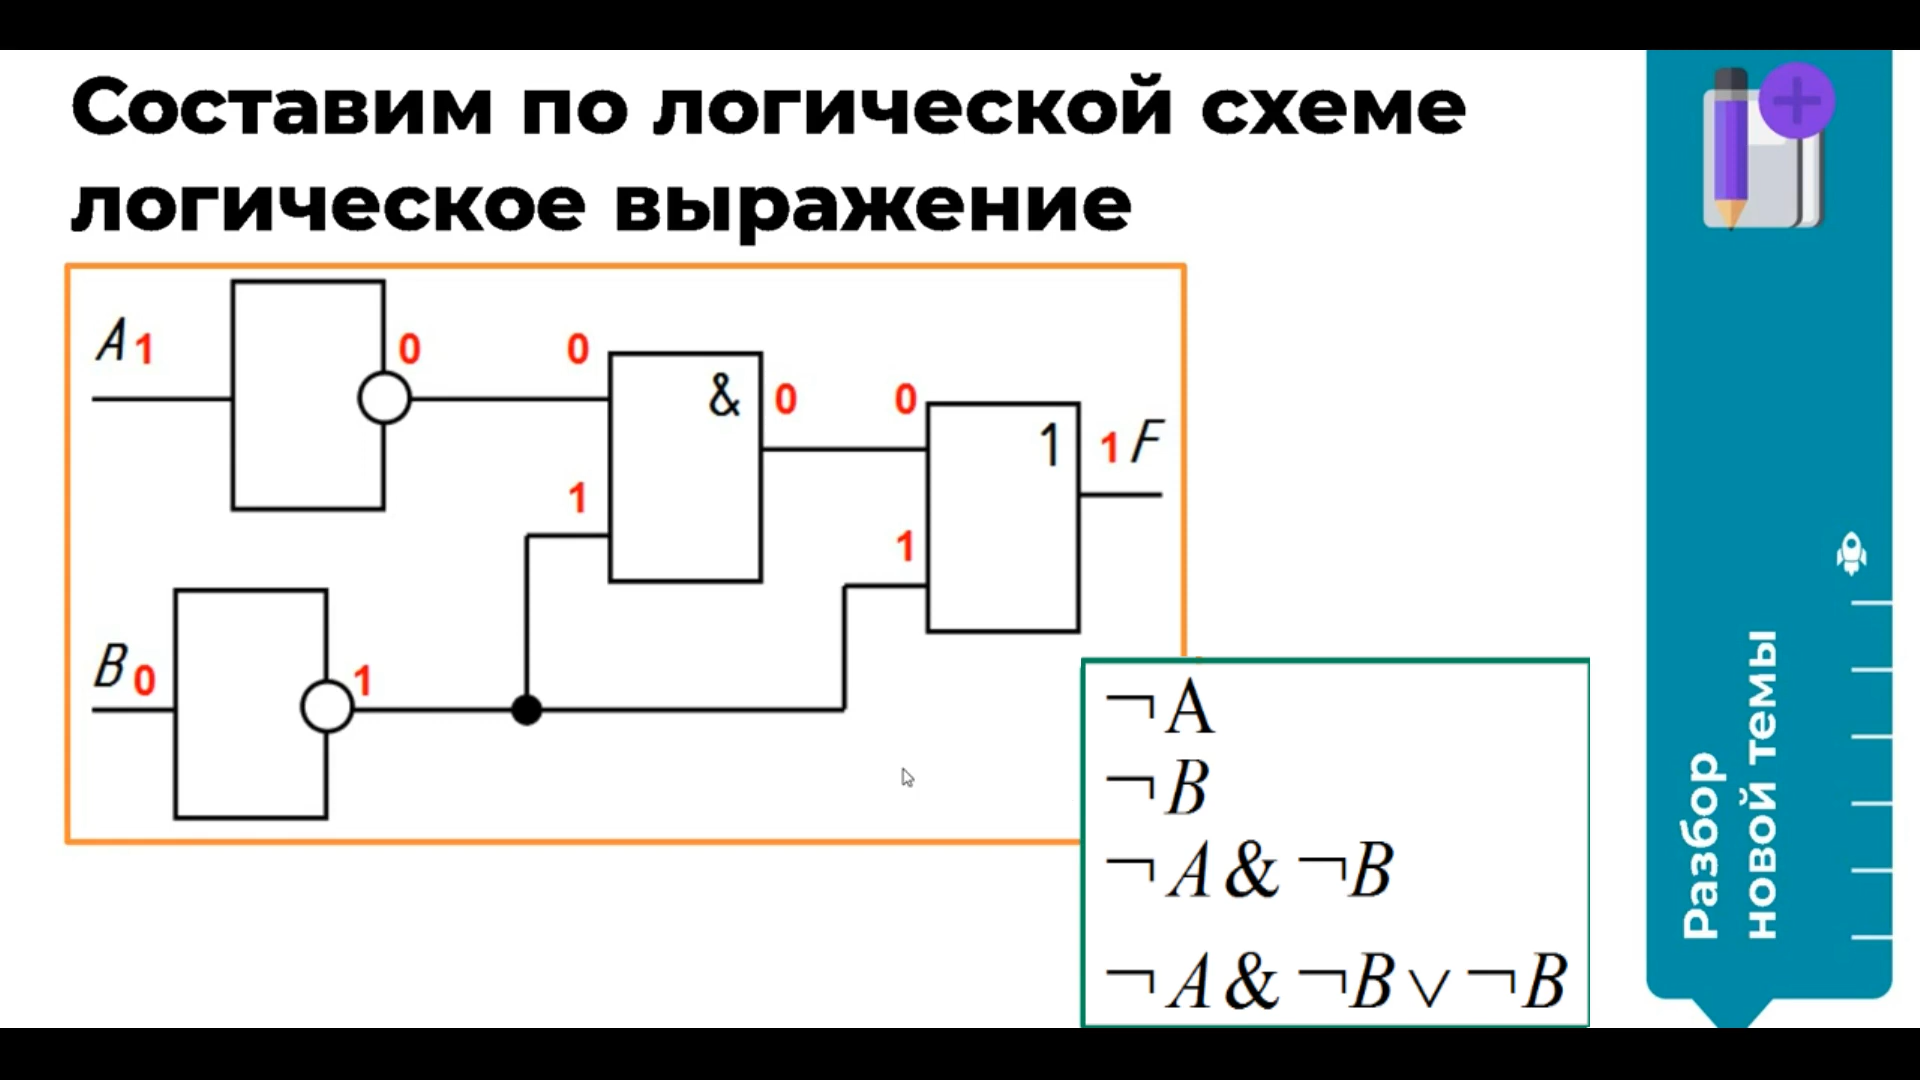 Составим по логической схеме
логическое выражение
A 1
0
0
&
0
0
1
1 F
1
1
B 0
1
¬A
¬B
¬A & ¬B
¬A & ¬B ∨ ¬B
Разбор
новой темы